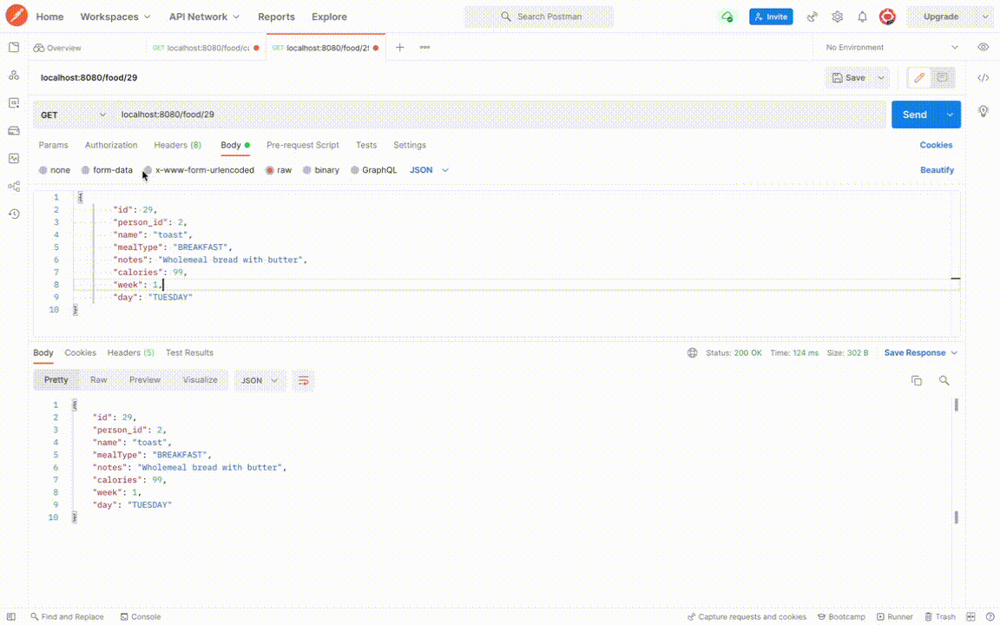 Home Workspaces API Network Reports Explore Search Postman Invite Upgrade
Overview GET localhost:8080/food/ca GET localhost:8080/food/29 No Environment
localhost:8080/food/29 Save
GET localhost:8080/food/29 Send
Params Authorization Headers (8) Body Pre-request Script Tests Settings Cookies
none form-data x-www-form-urlencoded raw binary GraphQL JSON Beautify
1 {
2 "id": 29,
3 "person_id": 2,
4 "name": "toast",
5 "mealType": "BREAKFAST",
6 "notes": "Wholemeal bread with butter",
7 "calories": 99,
8 "week": 1,
9 "day": "TUESDAY"
10 }
Body Cookies Headers (5) Test Results Status: 200 OK Time: 124 ms Size: 302 B Save Response
Pretty Raw Preview Visualize JSON
1 {
2 "id": 29,
3 "person_id": 2,
4 "name": "toast",
5 "mealType": "BREAKFAST",
6 "notes": "Wholemeal bread with butter",
7 "calories": 99,
8 "week": 1,
9 "day": "TUESDAY"
10 }
Find and Replace Console Capture requests and cookies Bootcamp Runner Trash